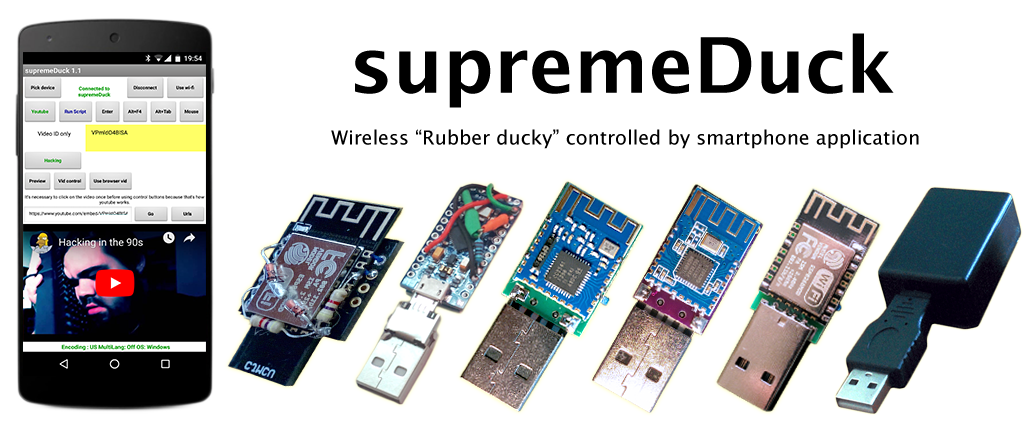 supremeDuck
Wireless “Rubber ducky” controlled by smartphone application
19:54
supremeDuck 1.1
Pick device
Connected to
supremeDuck
Disconnect
Use wi-fi
Youtube
Run Script
Enter
Alt+F4
Alt+Tab
Mouse
Video ID only
Hacking
Preview
Vid control
Use browser vid
It's necessary to click on the video once before using control buttons because that's how
youtube works.
Go
Urls
Hacking in the 90s
Encoding : US MultiLang: Off OS: Windows
WiFi